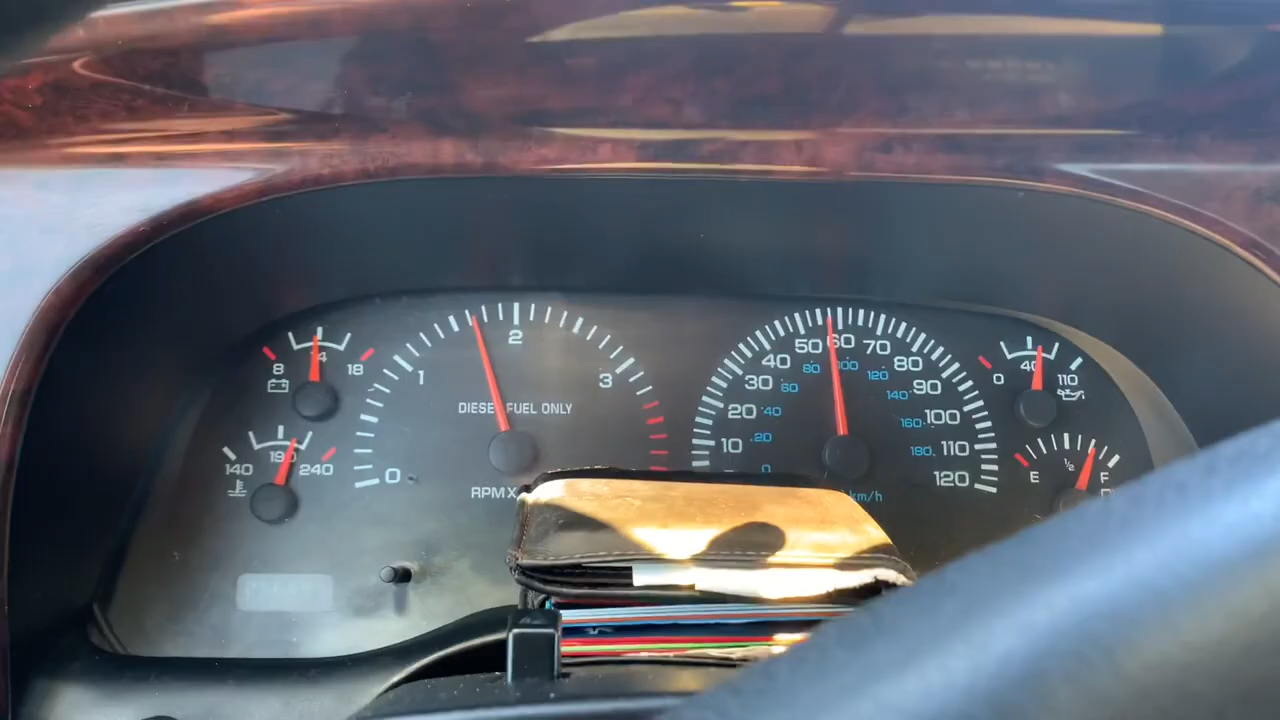 8 14 18
140 190 240
0 1 2 3
DIESEL FUEL ONLY
RPM X
10 20 30 40 50 60 70 80 90 100 110 120
0 20 40 60 80 100 120 140 160 180
km/h
0 40 110
E 1/2 F